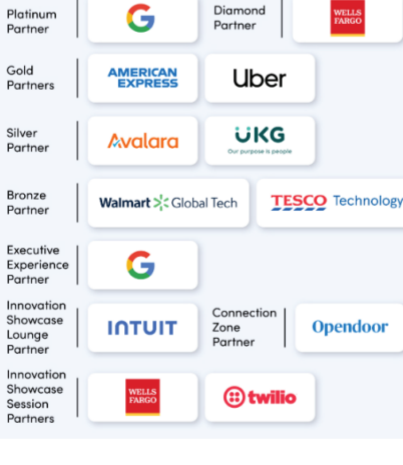 Platinum
Partner
G
Diamond
Partner
WELLS
FARGO
Gold
Partners
AMERICAN
EXPRESS
Uber
Silver
Partner
Avalara
UKG
Our purpose is people
Bronze
Partner
Walmart Global Tech
TESCO Technology
Executive
Experience
Partner
G
Innovation
Showcase
Lounge
Partner
INTUIT
Connection
Zone
Partner
Opendoor
Innovation
Showcase
Session
Partners
WELLS
FARGO
twilio